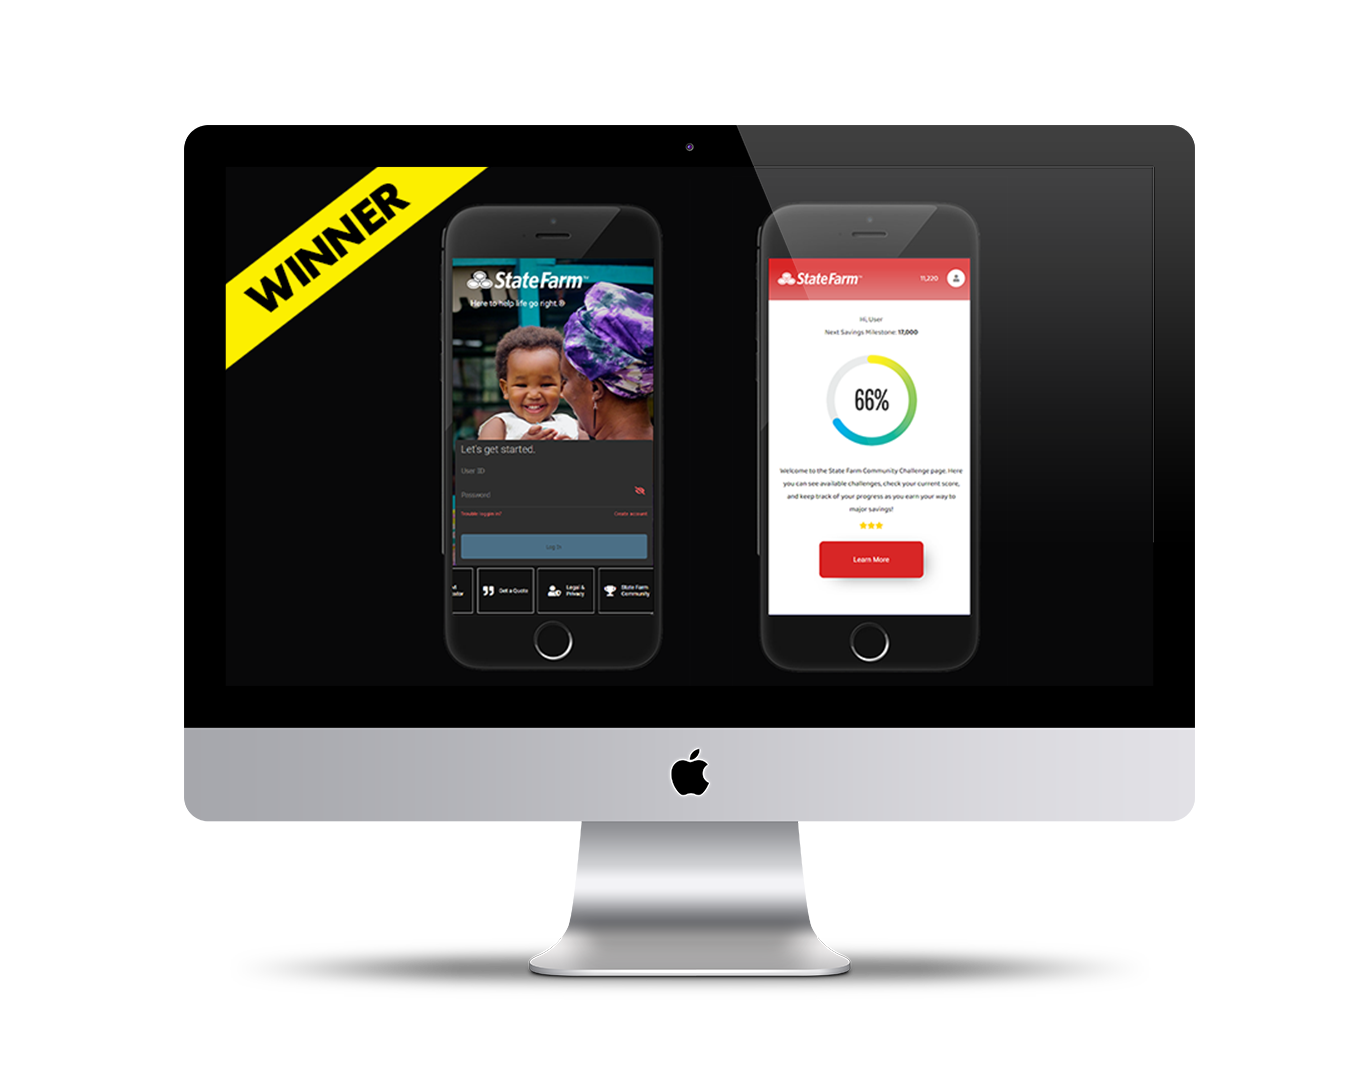 WINNER
StateFarm™
Here to help life go right.®
Let's get started.
User ID
Password
Trouble logging in?
Create account
Log In
Get a Quote
Legal &
Privacy
State Farm
Community
StateFarm™
11,220
Hi, User
Next Savings Milestone: 17,000
66%
Welcome to the State Farm Community Challenge page. Here
you can see available challenges, check your current score,
and keep track of your progress as you earn your way to
major savings!
Learn More